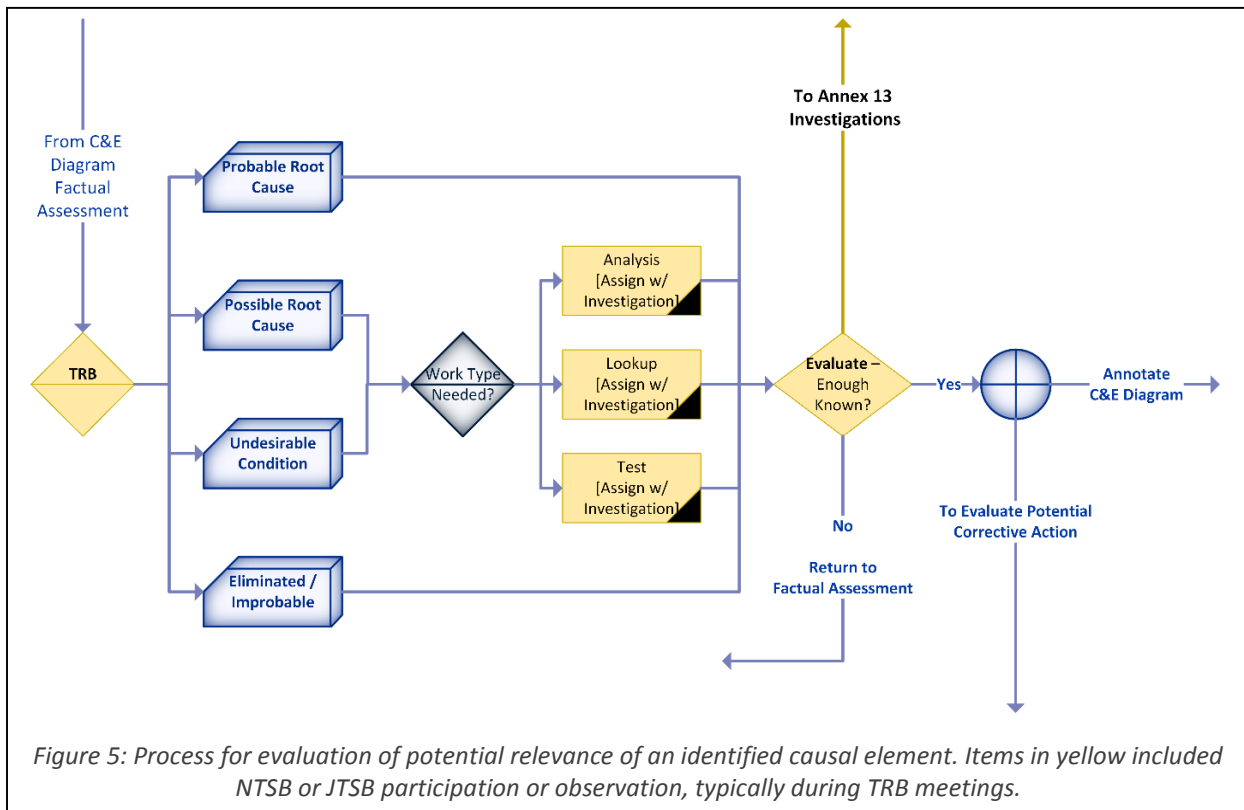 From C&E
Diagram
Factual
Assessment
TRB
Probable Root
Cause
Possible Root
Cause
Undesirable
Condition
Eliminated /
Improbable
Work Type
Needed?
Analysis
[Assign w/
Investigation]
Lookup
[Assign w/
Investigation]
Test
[Assign w/
Investigation]
To Annex 13
Investigations
Evaluate –
Enough
Known?
Yes
Annotate
C&E Diagram
No
Return to
Factual Assessment
To Evaluate Potential
Corrective Action
Figure 5: Process for evaluation of potential relevance of an identified causal element. Items in yellow included
NTSB or JTSB participation or observation, typically during TRB meetings.